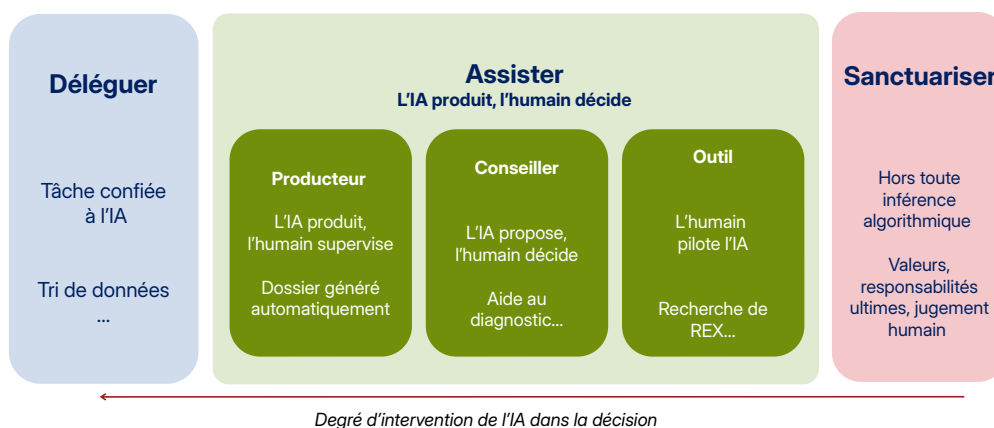 Déléguer
Tâche confiée
à l’IA
Tri de données
...
Assister
L’IA produit, l’humain décide
Producteur
L’IA produit,
l’humain supervise
Dossier généré
automatiquement
Conseiller
L’IA propose,
l’humain décide
Aide au
diagnostic...
Outil
L’humain
pilote l’IA
Recherche de
REX...
Sanctuariser
Hors toute
inférence
algorithmique
Valeurs,
responsabilités
ultimes, jugement
humain
Degré d’intervention de l’IA dans la décision